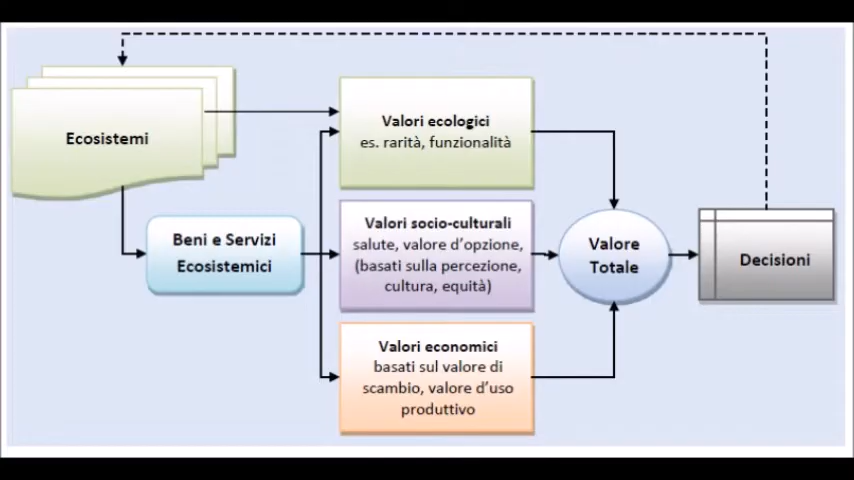 Ecosistemi
Beni e Servizi
Ecosistemici
Valori ecologici
es. rarità, funzionalità
Valori socio-culturali
salute, valore d'opzione,
(basati sulla percezione,
cultura, equità)
Valori economici
basati sul valore di
scambio, valore d'uso
produttivo
Valore
Totale
Decisioni